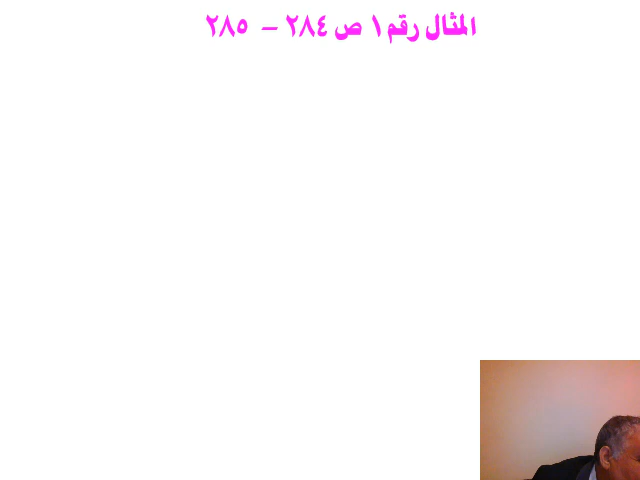 المثال رقم ١ ص ٢٨٤ – ٢٨٥